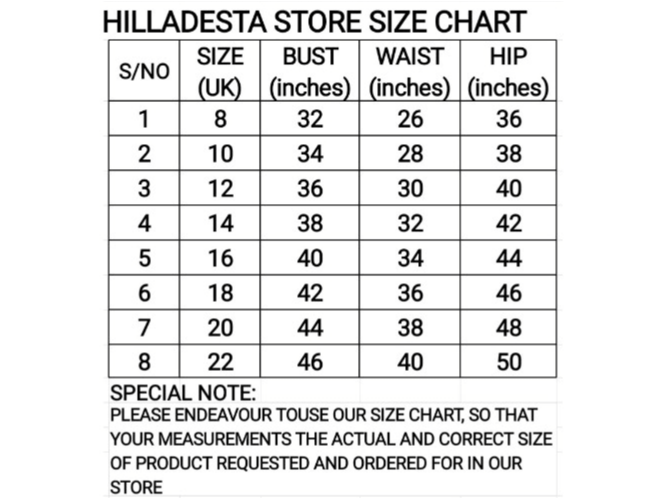 HILLADESTA STORE SIZE CHART
S/NO SIZE (UK) BUST (inches) WAIST (inches) HIP (inches)
1 8 32 26 36
2 10 34 28 38
3 12 36 30 40
4 14 38 32 42
5 16 40 34 44
6 18 42 36 46
7 20 44 38 48
8 22 46 40 50
SPECIAL NOTE:
PLEASE ENDEAVOUR TOUSE OUR SIZE CHART, SO THAT
YOUR MEASUREMENTS THE ACTUAL AND CORRECT SIZE
OF PRODUCT REQUESTED AND ORDERED FOR IN OUR
STORE